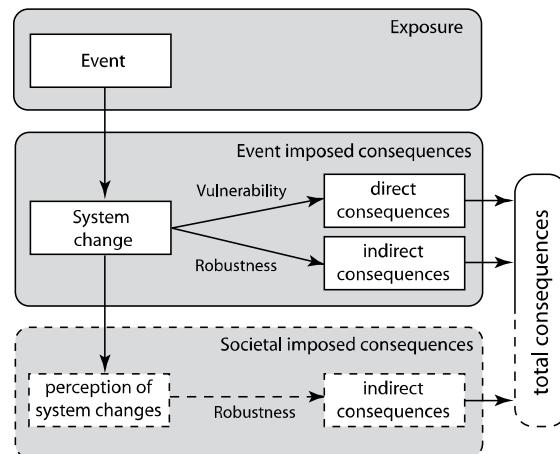 Exposure
Event
Event imposed consequences
Vulnerability
direct
consequences
System
change
Robustness
indirect
consequences
total consequences
Societal imposed consequences
perception of
system changes
Robustness
indirect
consequences